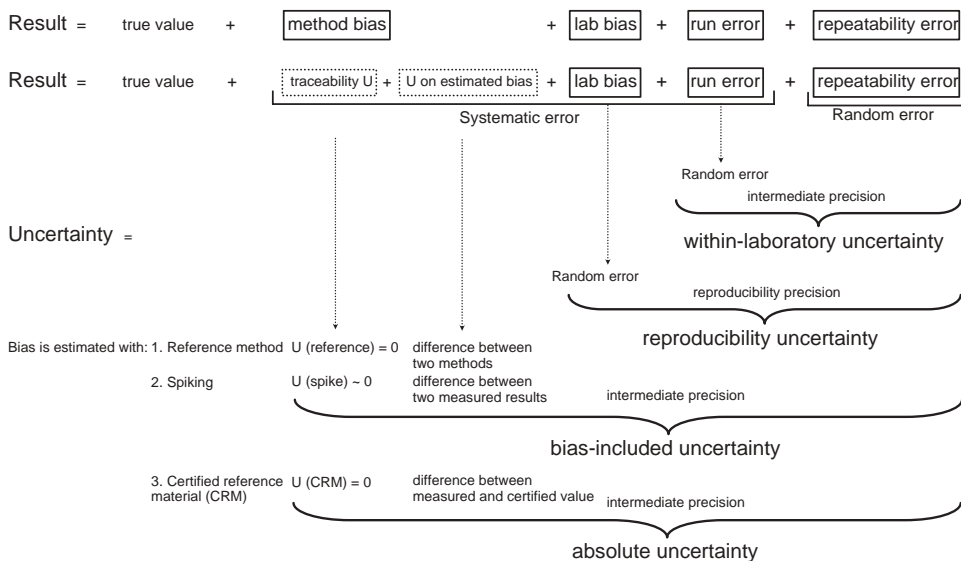 Result = true value + method bias + lab bias + run error + repeatability error
Result = true value + traceability U + U on estimated bias + lab bias + run error + repeatability error
Systematic error
Random error
Random error
intermediate precision
within-laboratory uncertainty
Uncertainty =
Random error
reproducibility precision
reproducibility uncertainty
Bias is estimated with: 1. Reference method U (reference) = 0 difference between
two methods
2. Spiking U (spike) ~ 0 difference between
two measured results
intermediate precision
bias-included uncertainty
3. Certified reference U (CRM) = 0 difference between
material (CRM) measured and certified value
intermediate precision
absolute uncertainty